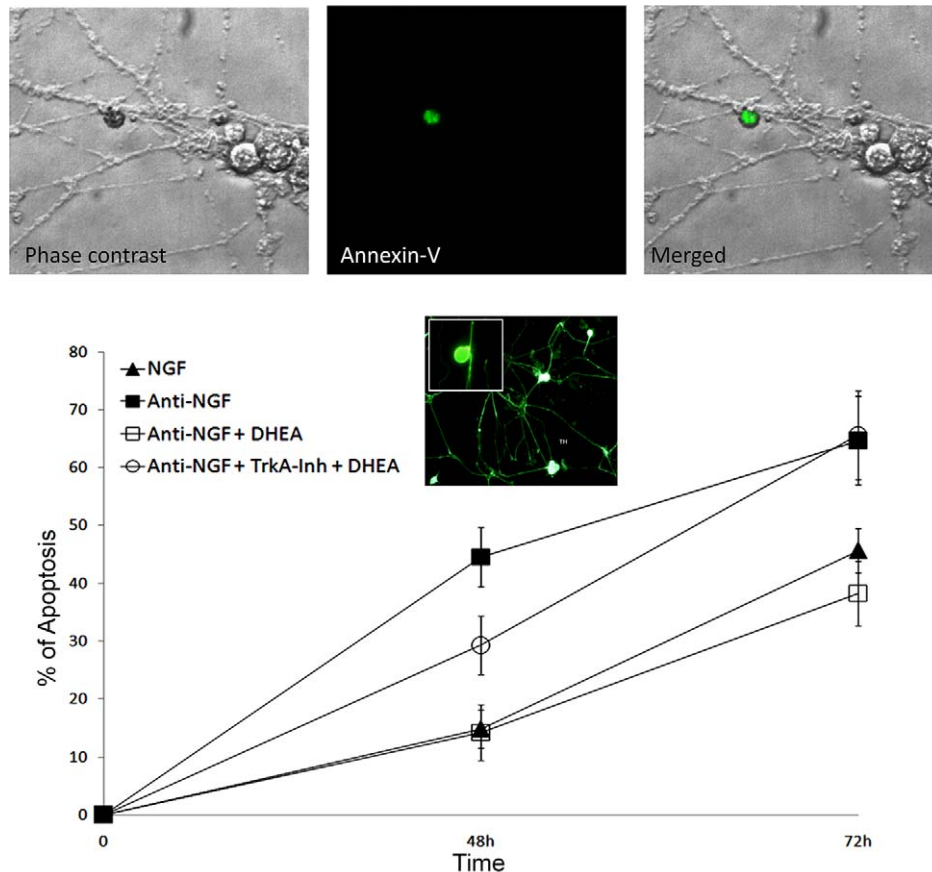 Phase contrast
Annexin-V
Merged
NGF
Anti-NGF
Anti-NGF + DHEA
Anti-NGF + TrkA-Inh + DHEA
TH
% of Apoptosis
80
70
60
50
40
30
20
10
0
0
48h
72h
Time